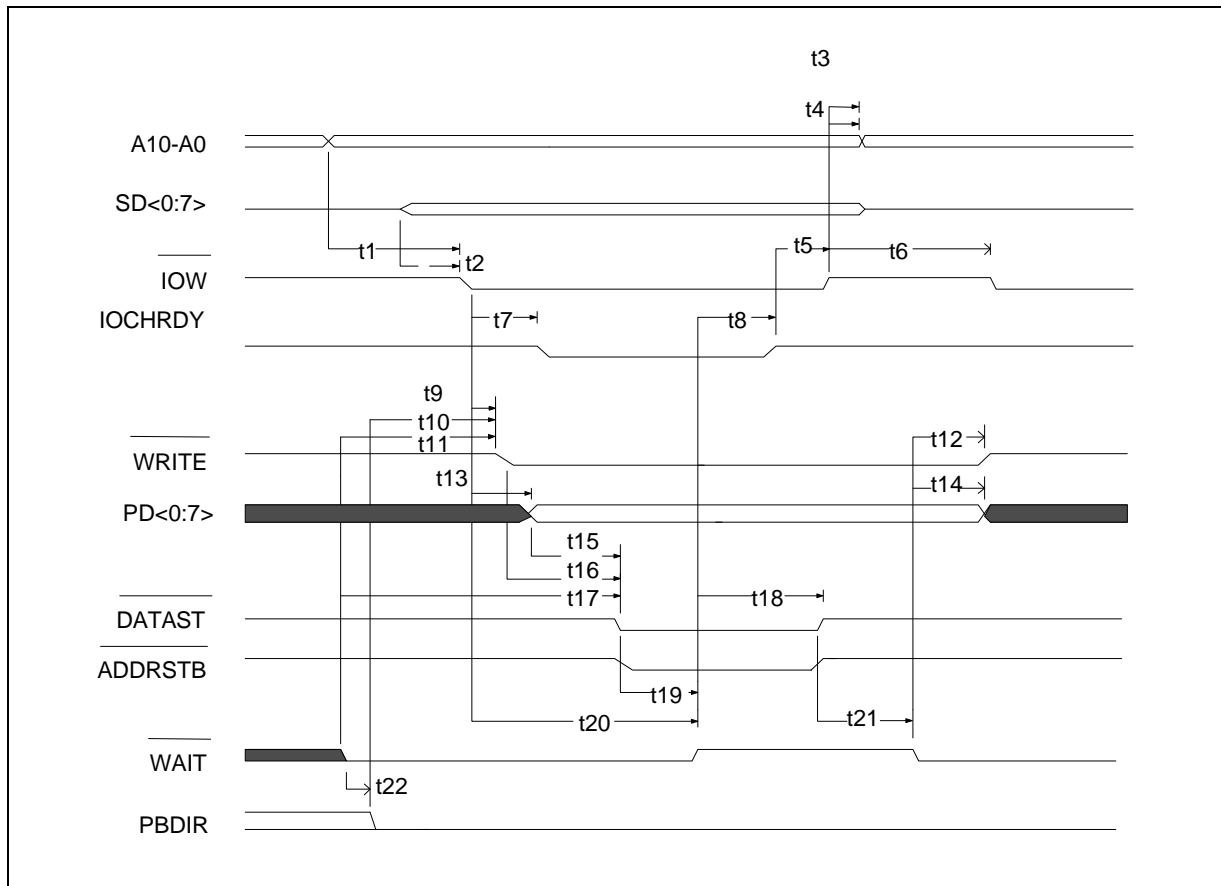 t3
t4
A10-A0
SD<0:7>
t1
t2
t5
t6
IOW
IOCHRDY
t7
t8
t9
t10
t11
t12
WRITE
t13
t14
PD<0:7>
t15
t16
t17
t18
DATAST
ADDRSTB
t19
t20
t21
WAIT
t22
PBDIR